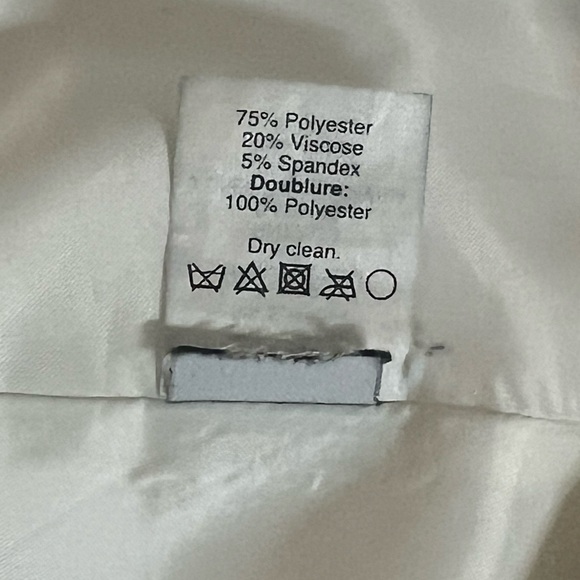 75% Polyester
20% Viscose
5% Spandex
Doublure:
100% Polyester
Dry clean.